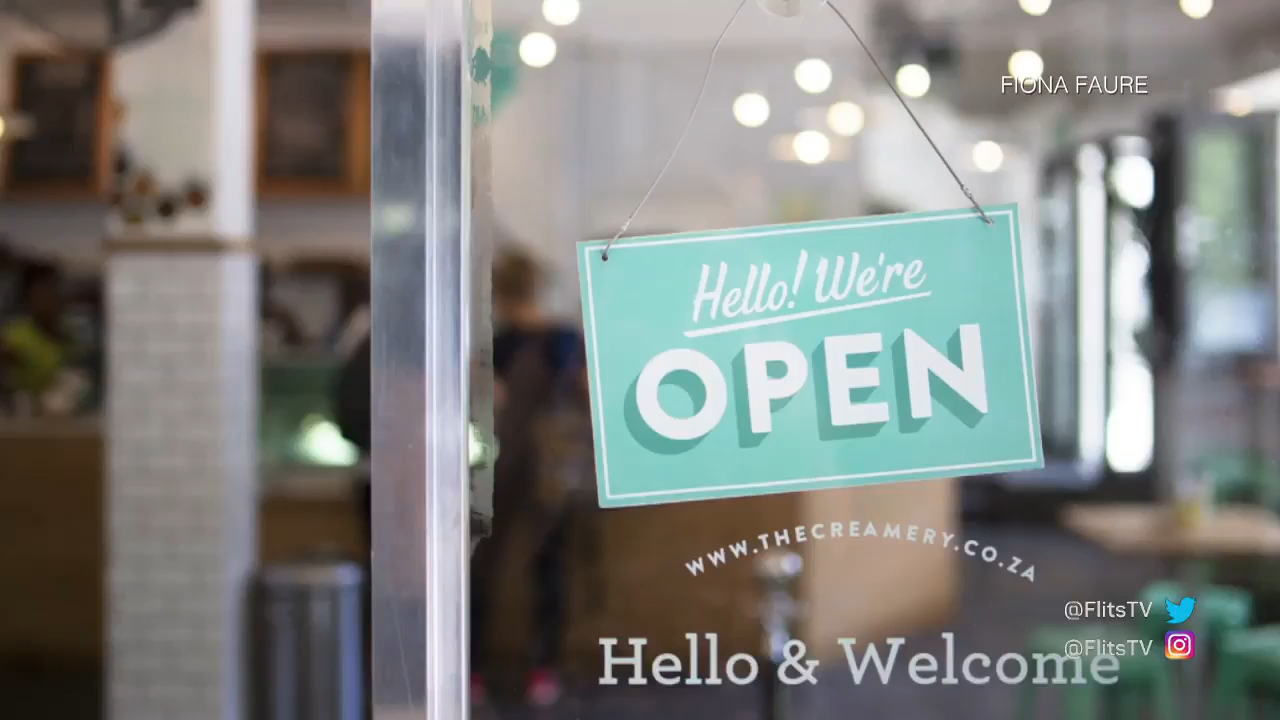 FIONA FAURE
Hello! We're
OPEN
WWW.THECREAMERY.CO.ZA
@FlitsTV
@FlitsTV
Hello & Welcome